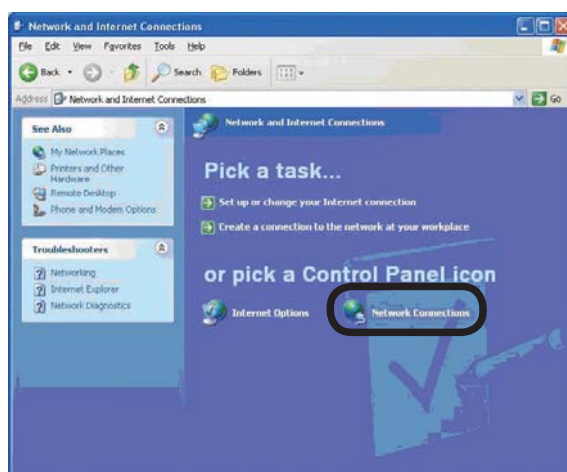 Network and Internet Connections
File Edit View Favorites Tools Help
Back Search Folders
Address Network and Internet Connections Go
See Also
My Network Places
Printers and Other
Hardware
Remote Desktop
Phone and Modem Options
Troubleshooters
Networking
Internet Explorer
Network Diagnostics
Network and Internet Connections
Pick a task...
Set up or change your Internet connection
Create a connection to the network at your workplace
or pick a Control Panel icon
Internet Options Network Connections